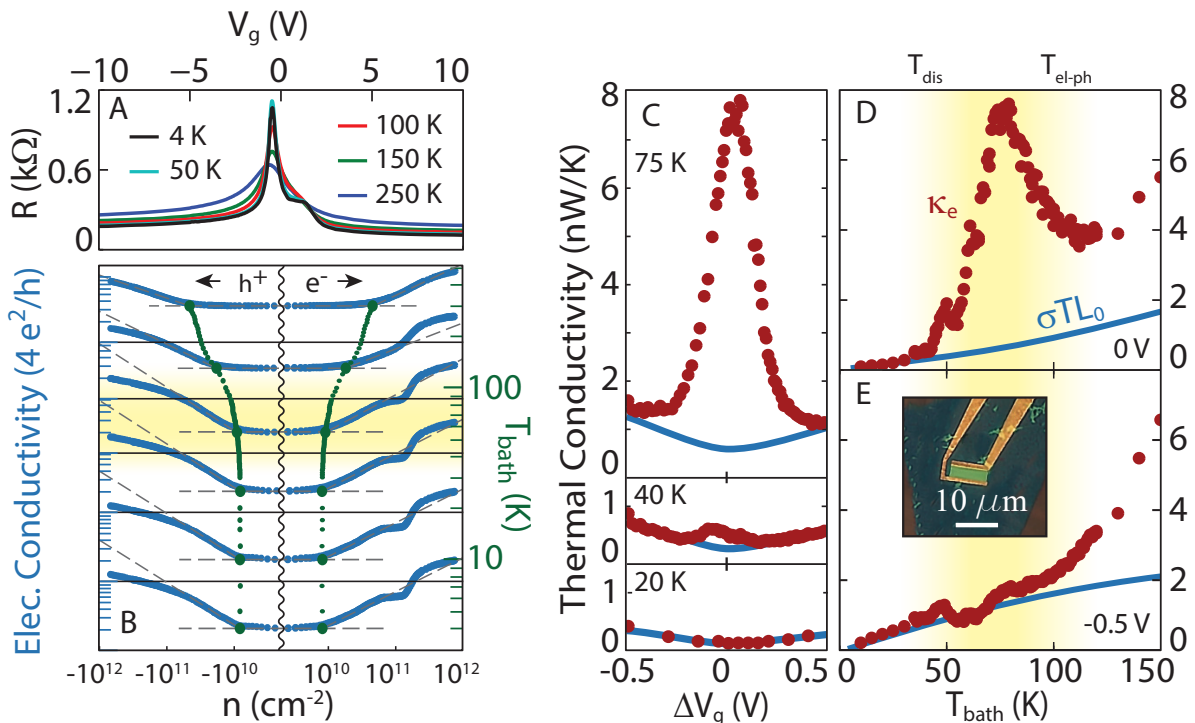 V_g (V)
-10 −5 0 5 10
A
1.2
0.6
0
R (kΩ)
4 K
50 K
100 K
150 K
250 K
B
h⁺ e⁻
Elec. Conductivity (4 e²/h)
100
10
T_bath (K)
-10¹² -10¹¹ -10¹⁰ 10¹⁰ 10¹¹ 10¹²
n (cm⁻²)
Thermal Conductivity (nW/K)
C
75 K
8
6
4
2
0
40 K
1
0
20 K
1
0
-0.5 0 0.5
ΔV_g (V)
T_dis T_el-ph
D
κ_e
σTL₀
0 V
8
6
4
2
0
E
10 μm
-0.5 V
6
4
2
0
0 50 100 150
T_bath (K)